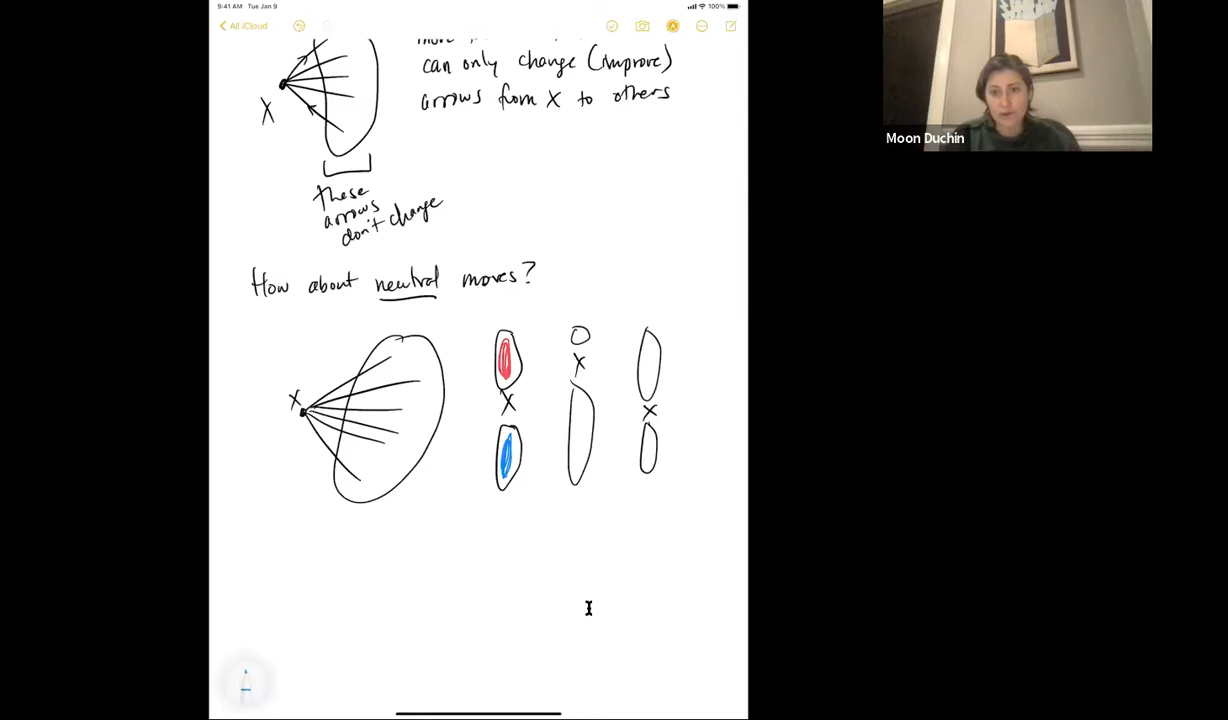 9:41 AM Tue Jan 9
100%
All iCloud
can only change (improve)
arrows from X to others
X
these
arrows
don't change
How about neutral moves?
X
X
X
X
Moon Duchin